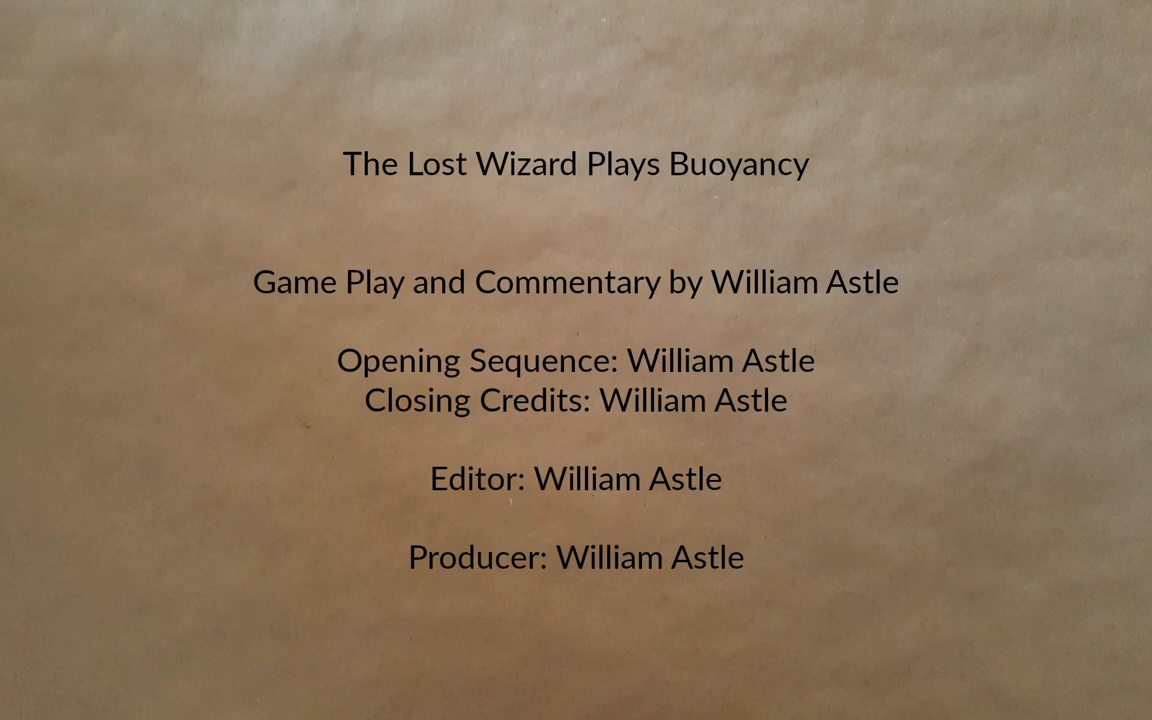 The Lost Wizard Plays Buoyancy
Game Play and Commentary by William Astle
Opening Sequence: William Astle
Closing Credits: William Astle
Editor: William Astle
Producer: William Astle